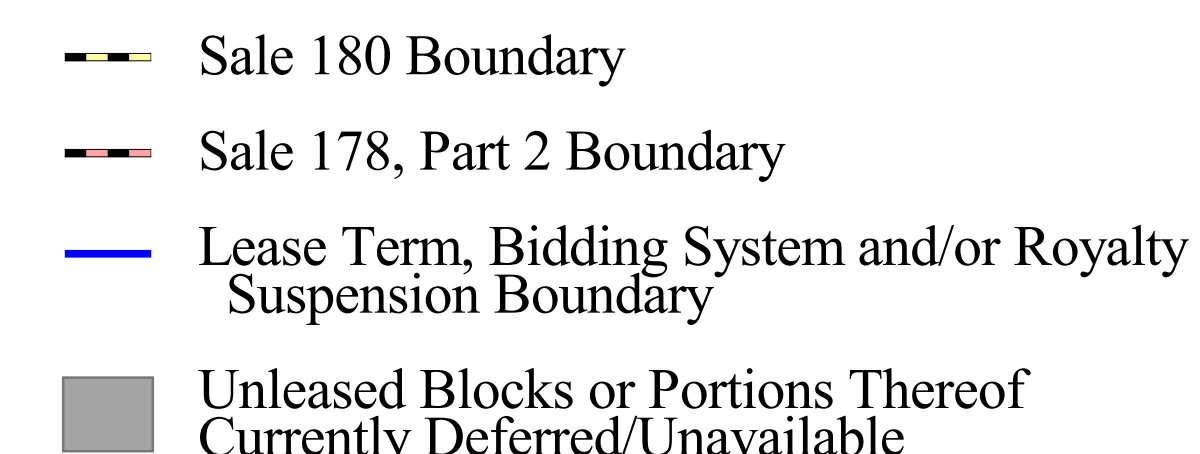 Sale 180 Boundary
Sale 178, Part 2 Boundary
Lease Term, Bidding System and/or Royalty
Suspension Boundary
Unleased Blocks or Portions Thereof
Currently Deferred/Unavailable